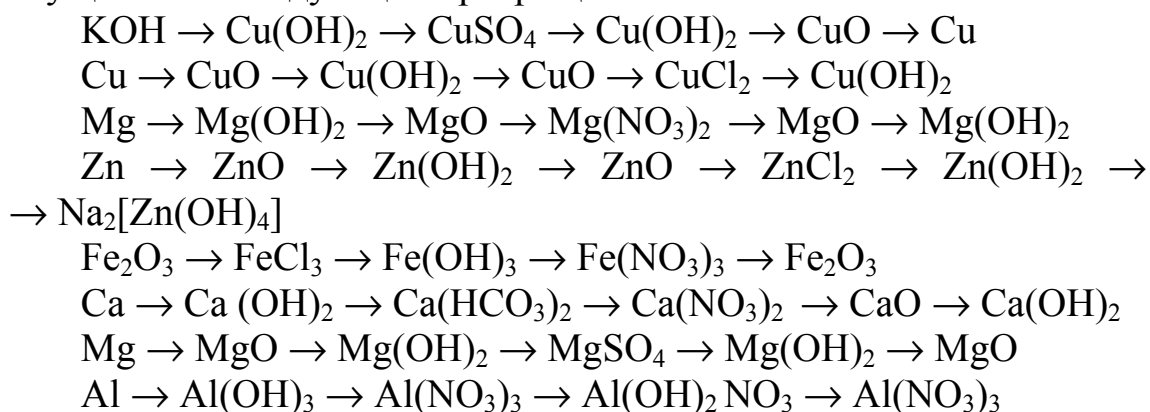 KOH → Cu(OH)₂ → CuSO₄ → Cu(OH)₂ → CuO → Cu
Cu → CuO → Cu(OH)₂ → CuO → CuCl₂ → Cu(OH)₂
Mg → Mg(OH)₂ → MgO → Mg(NO₃)₂ → MgO → Mg(OH)₂
Zn → ZnO → Zn(OH)₂ → ZnO → ZnCl₂ → Zn(OH)₂ →
→ Na₂[Zn(OH)₄]
Fe₂O₃ → FeCl₃ → Fe(OH)₃ → Fe(NO₃)₃ → Fe₂O₃
Ca → Ca (OH)₂ → Ca(HCO₃)₂ → Ca(NO₃)₂ → CaO → Ca(OH)₂
Mg → MgO → Mg(OH)₂ → MgSO₄ → Mg(OH)₂ → MgO
Al → Al(OH)₃ → Al(NO₃)₃ → Al(OH)₂ NO₃ → Al(NO₃)₃